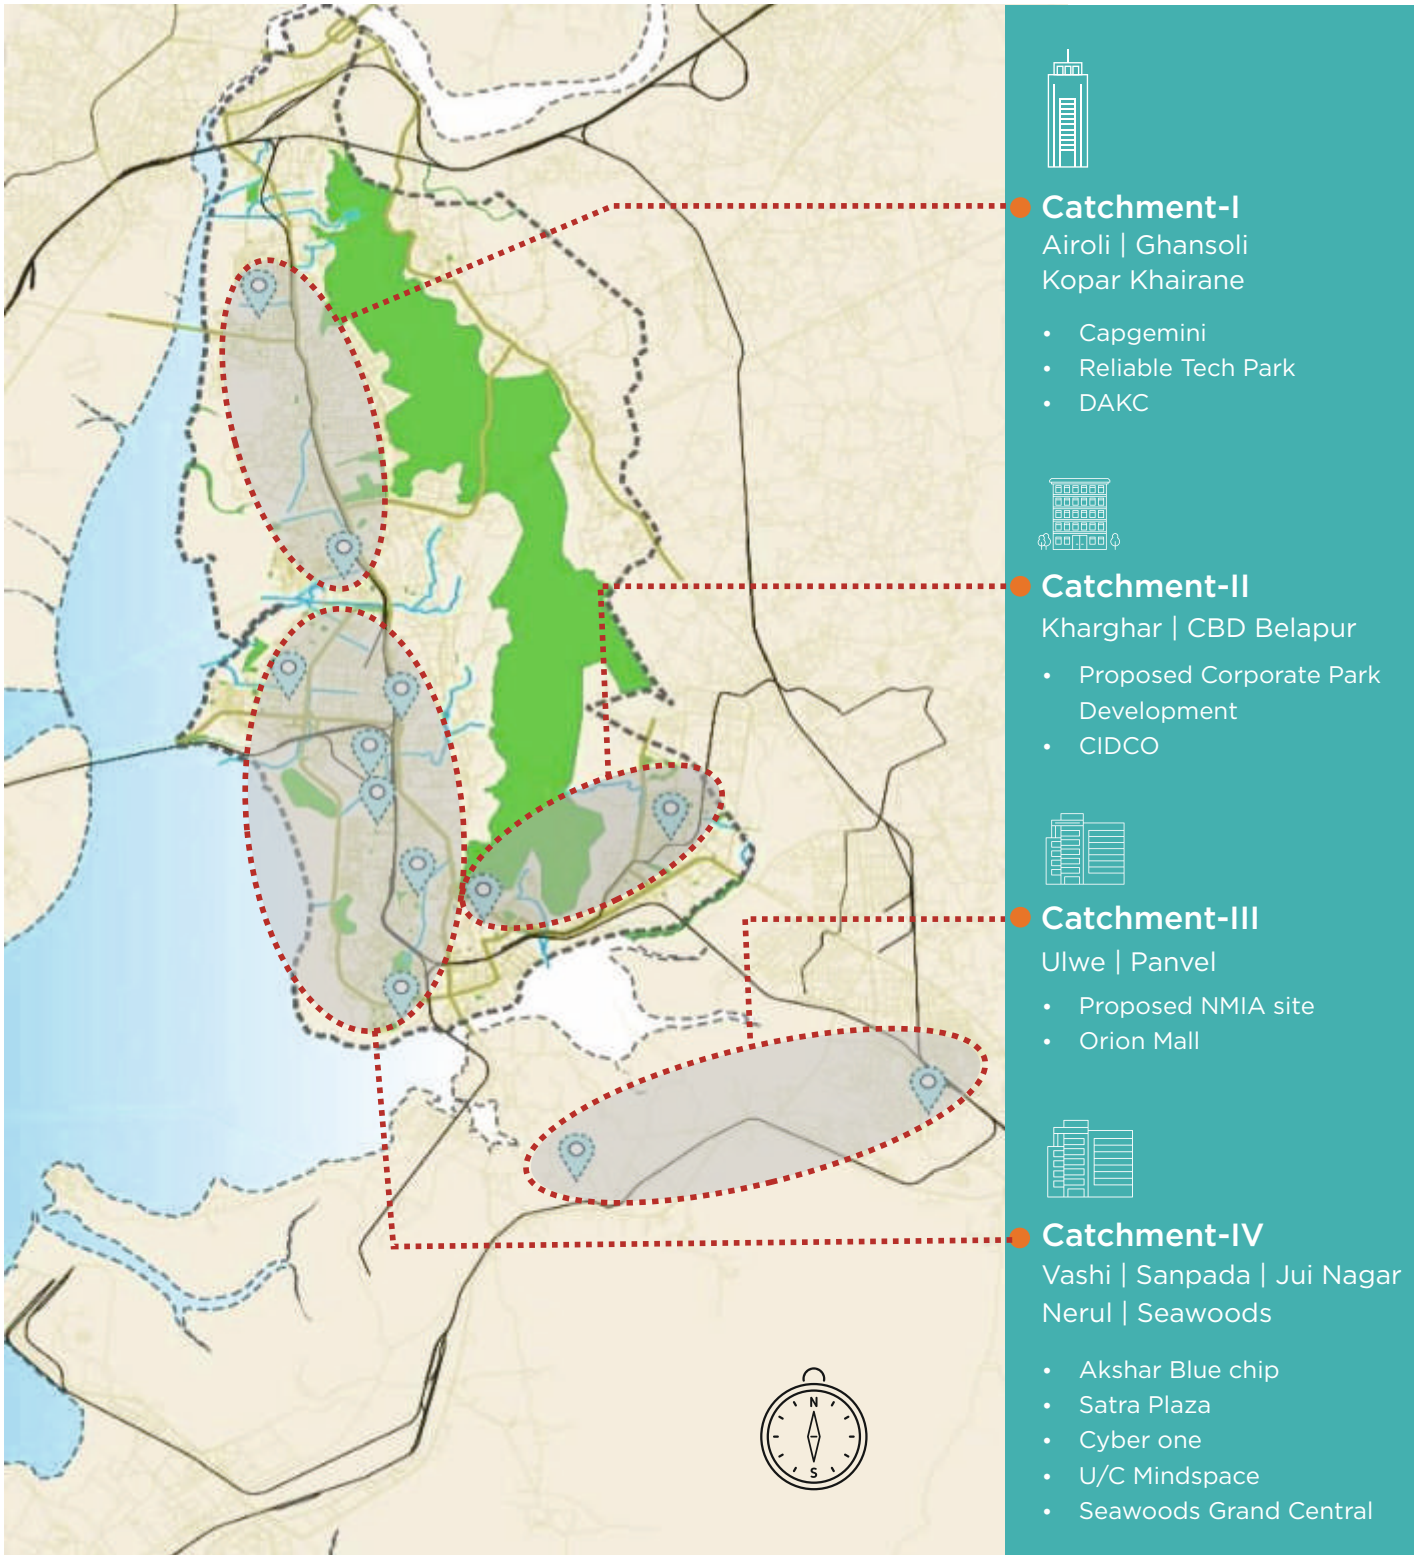 Catchment-I
Airoli | Ghansoli
Kopar Khairane
• Capgemini
• Reliable Tech Park
• DAKC
Catchment-II
Kharghar | CBD Belapur
• Proposed Corporate Park
Development
• CIDCO
Catchment-III
Ulwe | Panvel
• Proposed NMIA site
• Orion Mall
Catchment-IV
Vashi | Sanpada | Jui Nagar
Nerul | Seawoods
• Akshar Blue chip
• Satra Plaza
• Cyber one
• U/C Mindspace
• Seawoods Grand Central
N
S